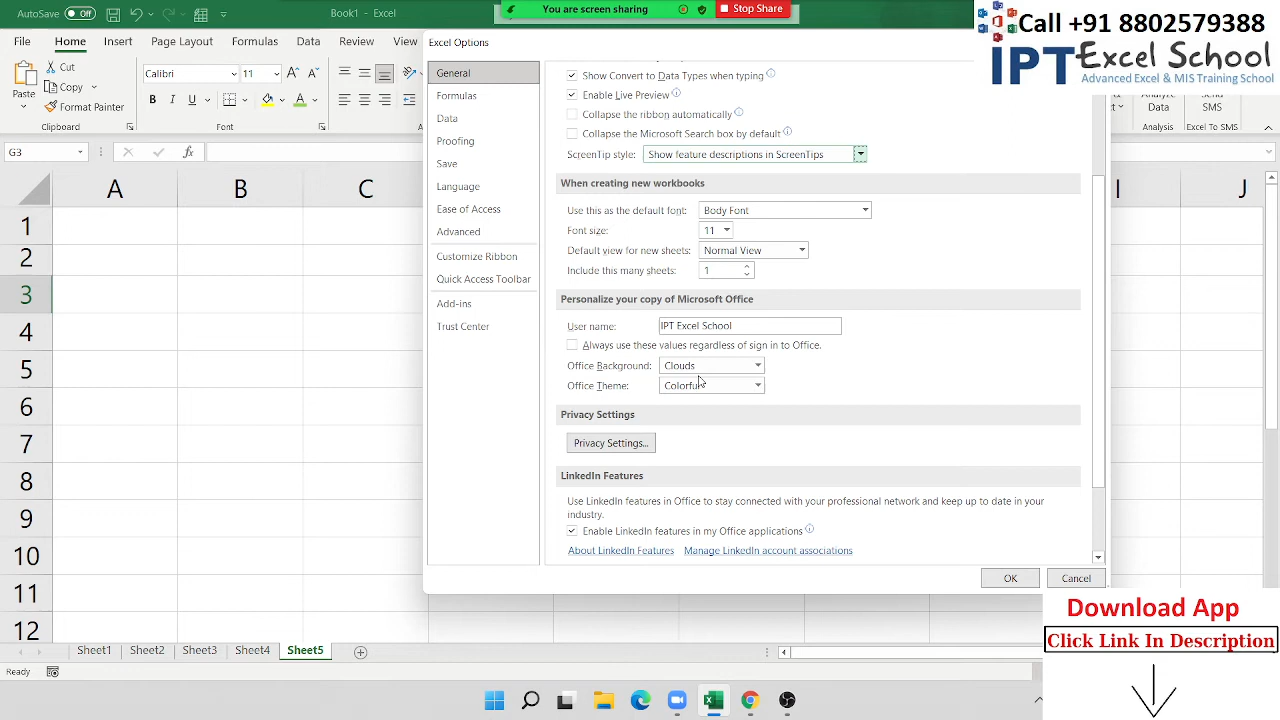 AutoSave Off
Book1 - Excel
You are screen sharing
Stop Share
Call +91 8802579388
IPT Excel School
Advanced Excel & MIS Training School
File Home Insert Page Layout Formulas Data Review View
Cut
Copy
Format Painter
Paste
Clipboard
Calibri 11
B I U
A A
Font
Data
Analysis
Send
SMS
Excel To SMS
G3
fx
A B C I J
1
2
3
4
5
6
7
8
9
10
11
12
Excel Options
General
Formulas
Data
Proofing
Save
Language
Ease of Access
Advanced
Customize Ribbon
Quick Access Toolbar
Add-ins
Trust Center
Show Convert to Data Types when typing
Enable Live Preview
Collapse the ribbon automatically
Collapse the Microsoft Search box by default
ScreenTip style: Show feature descriptions in ScreenTips
When creating new workbooks
Use this as the default font: Body Font
Font size: 11
Default view for new sheets: Normal View
Include this many sheets: 1
Personalize your copy of Microsoft Office
User name: IPT Excel School
Always use these values regardless of sign in to Office.
Office Background: Clouds
Office Theme: Colorful
Privacy Settings
Privacy Settings...
LinkedIn Features
Use LinkedIn features in Office to stay connected with your professional network and keep up to date in your
industry.
Enable LinkedIn features in my Office applications
About LinkedIn Features Manage LinkedIn account associations
OK Cancel
Download App
Click Link In Description
Sheet1 Sheet2 Sheet3 Sheet4 Sheet5
Ready